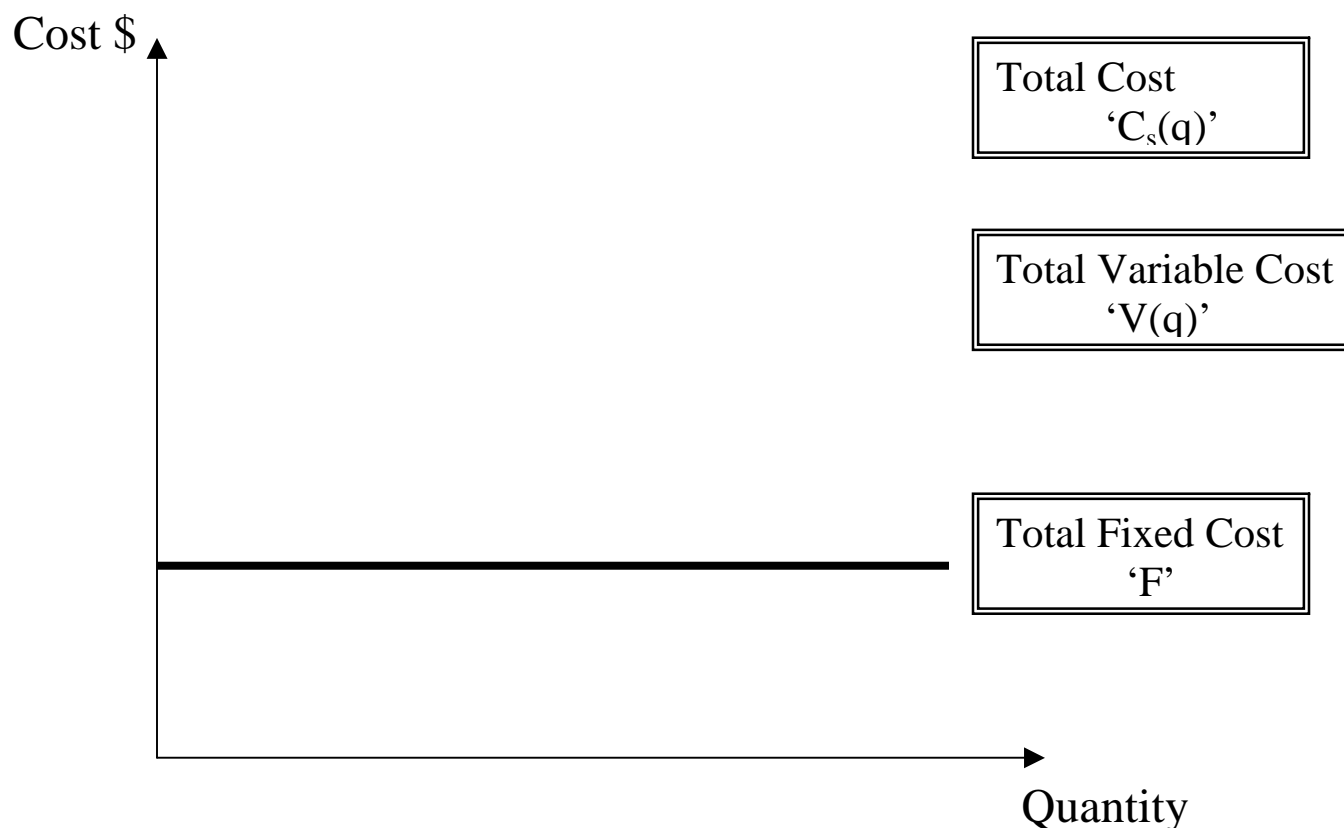 Cost $
Total Cost
‘Cₛ(q)’
Total Variable Cost
‘V(q)’
Total Fixed Cost
‘F’
Quantity